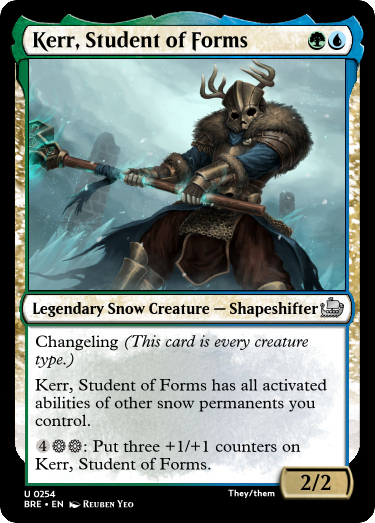 Kerr, Student of Forms
Legendary Snow Creature — Shapeshifter
Changeling (This card is every creature
type.)
Kerr, Student of Forms has all activated
abilities of other snow permanents you
control.
4: Put three +1/+1 counters on
Kerr, Student of Forms.
2/2
U 0254
They/them
BRE • EN Reuben Yeo